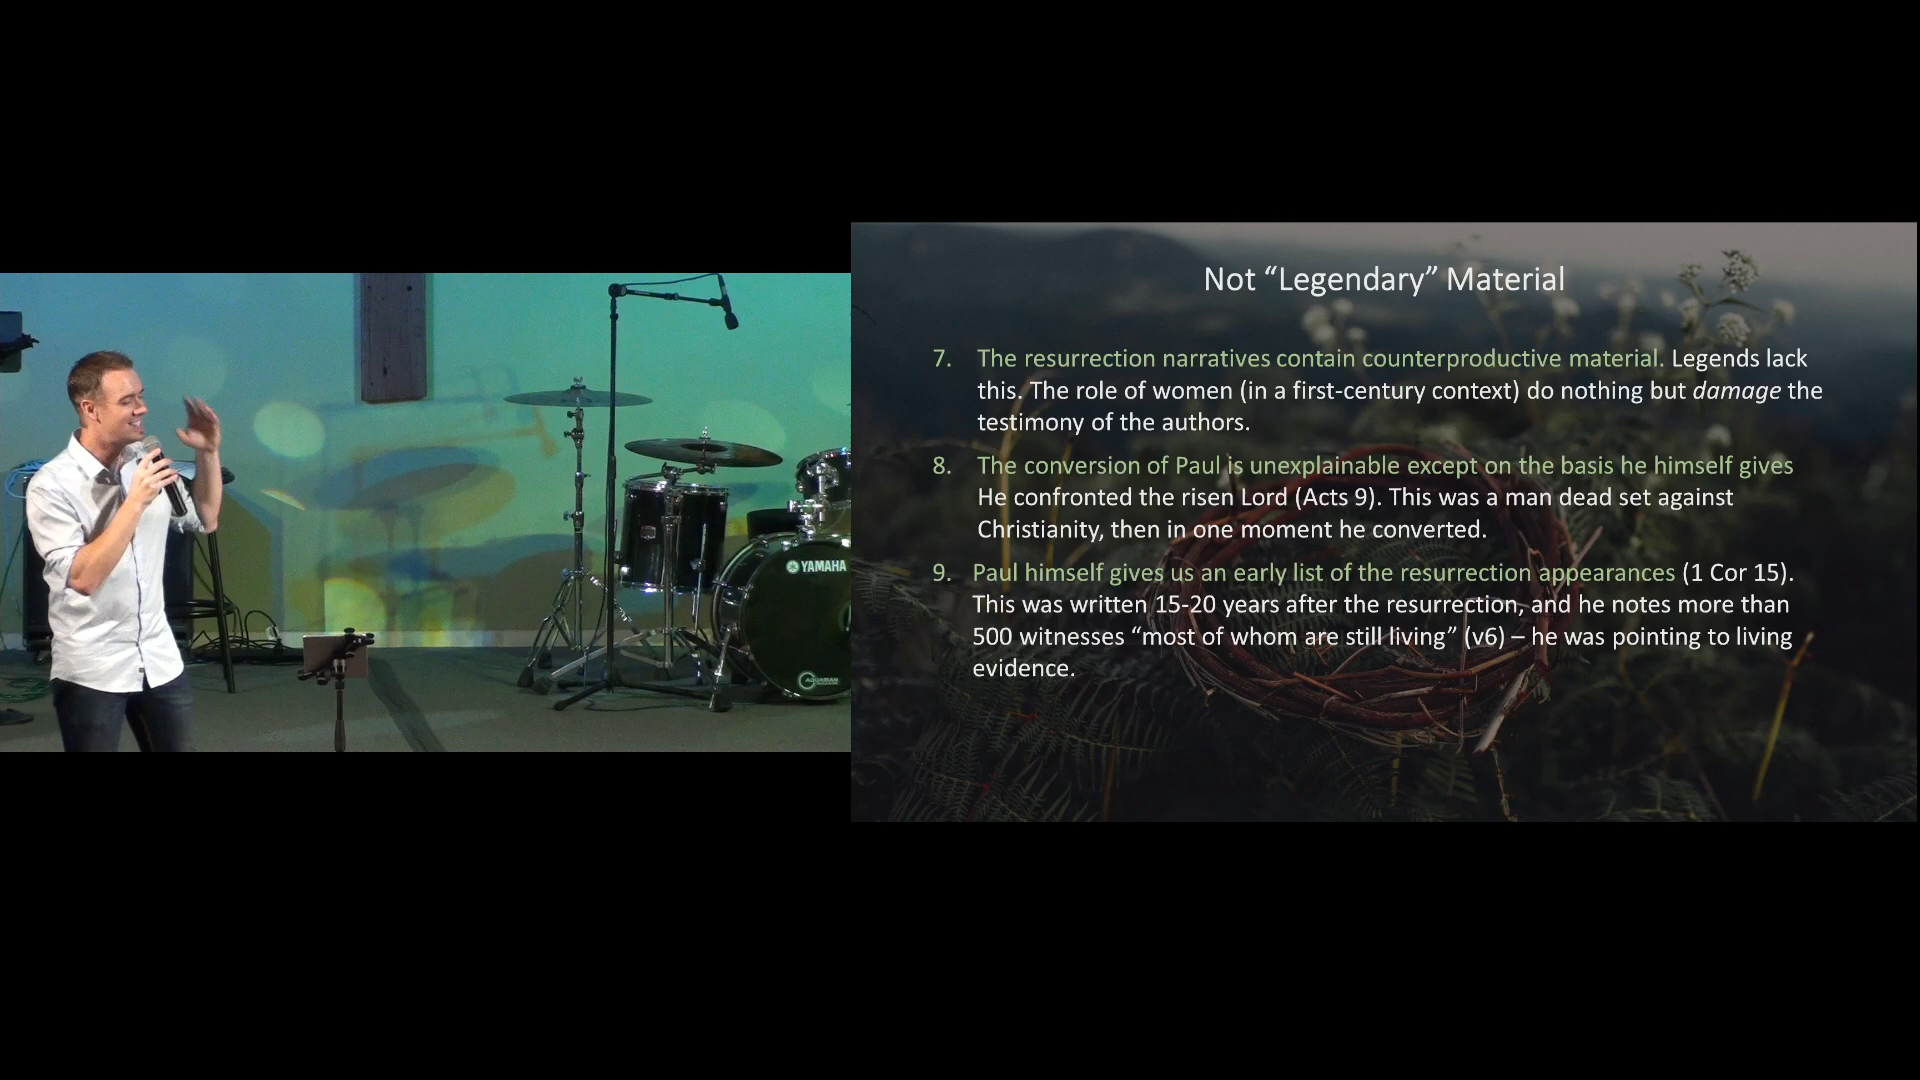 YAMAHA
AQUARIAN
Not “Legendary” Material
7. The resurrection narratives contain counterproductive material. Legends lack
this. The role of women (in a first-century context) do nothing but damage the
testimony of the authors.
8. The conversion of Paul is unexplainable except on the basis he himself gives
He confronted the risen Lord (Acts 9). This was a man dead set against
Christianity, then in one moment he converted.
9. Paul himself gives us an early list of the resurrection appearances (1 Cor 15).
This was written 15-20 years after the resurrection, and he notes more than
500 witnesses “most of whom are still living” (v6) – he was pointing to living
evidence.